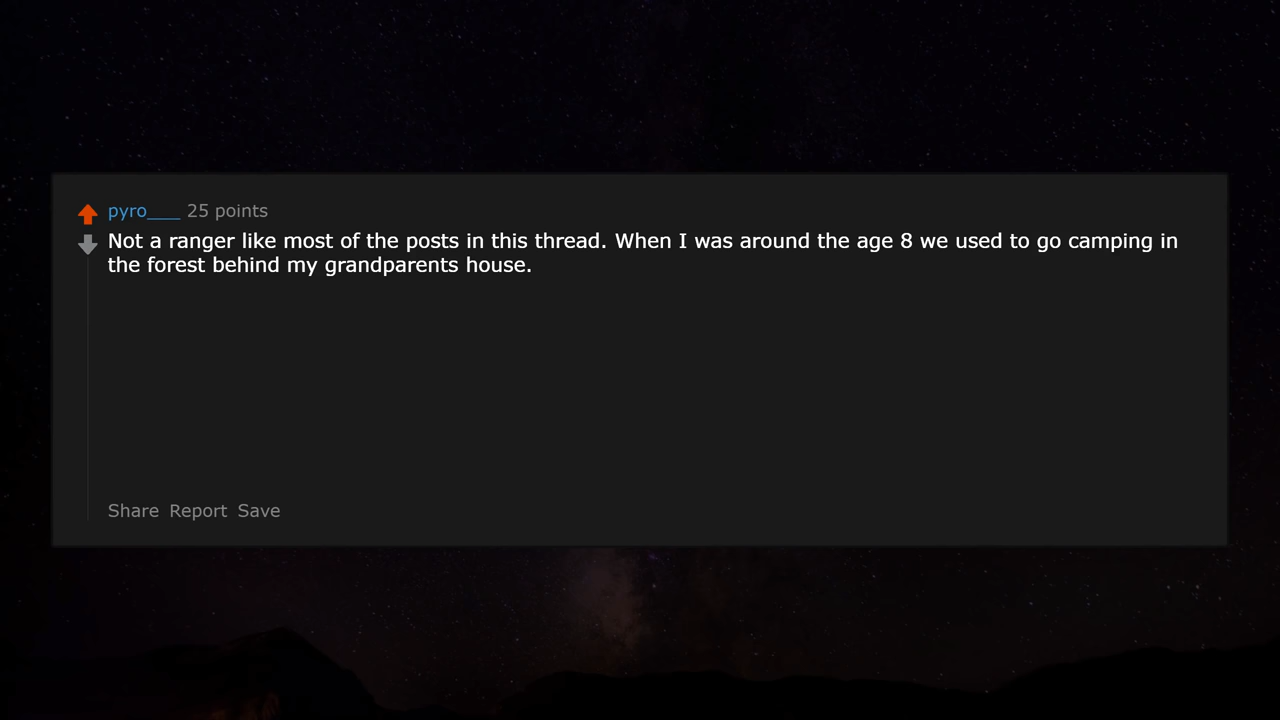 pyro___ 25 points
Not a ranger like most of the posts in this thread. When I was around the age 8 we used to go camping in
the forest behind my grandparents house.
Share Report Save